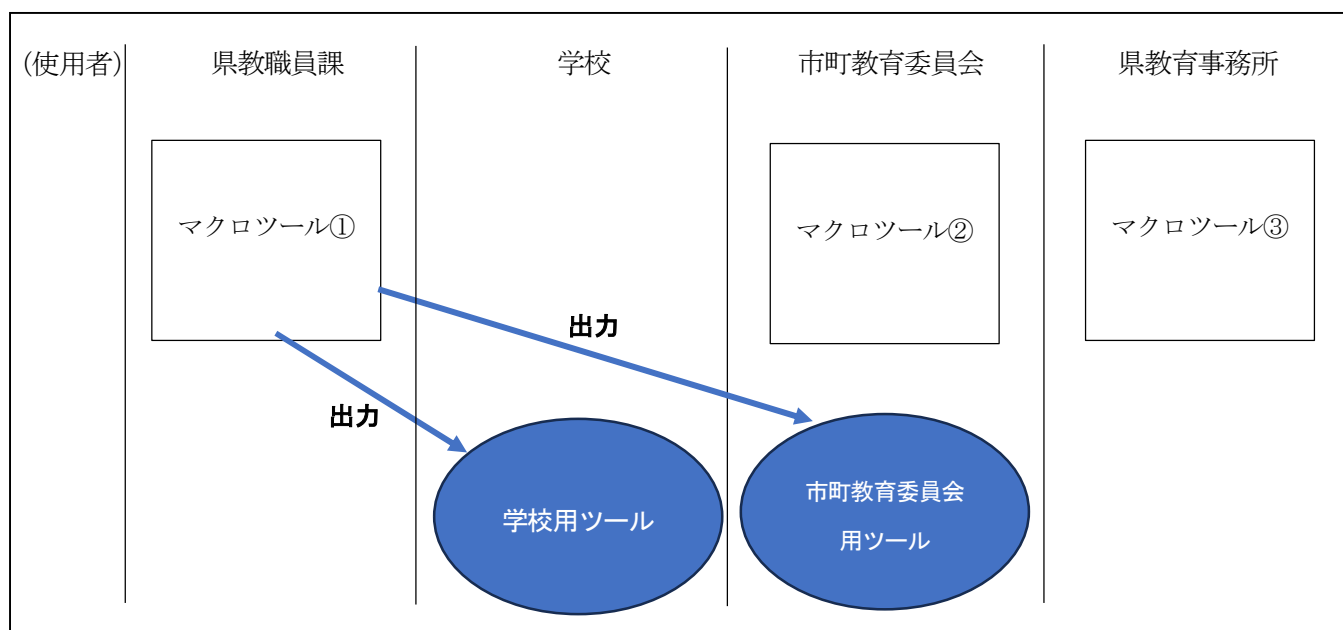 (使用者)
県教職員課
学校
市町教育委員会
県教育事務所
マクロツール①
マクロツール②
マクロツール③
出力
出力
学校用ツール
市町教育委員会
用ツール